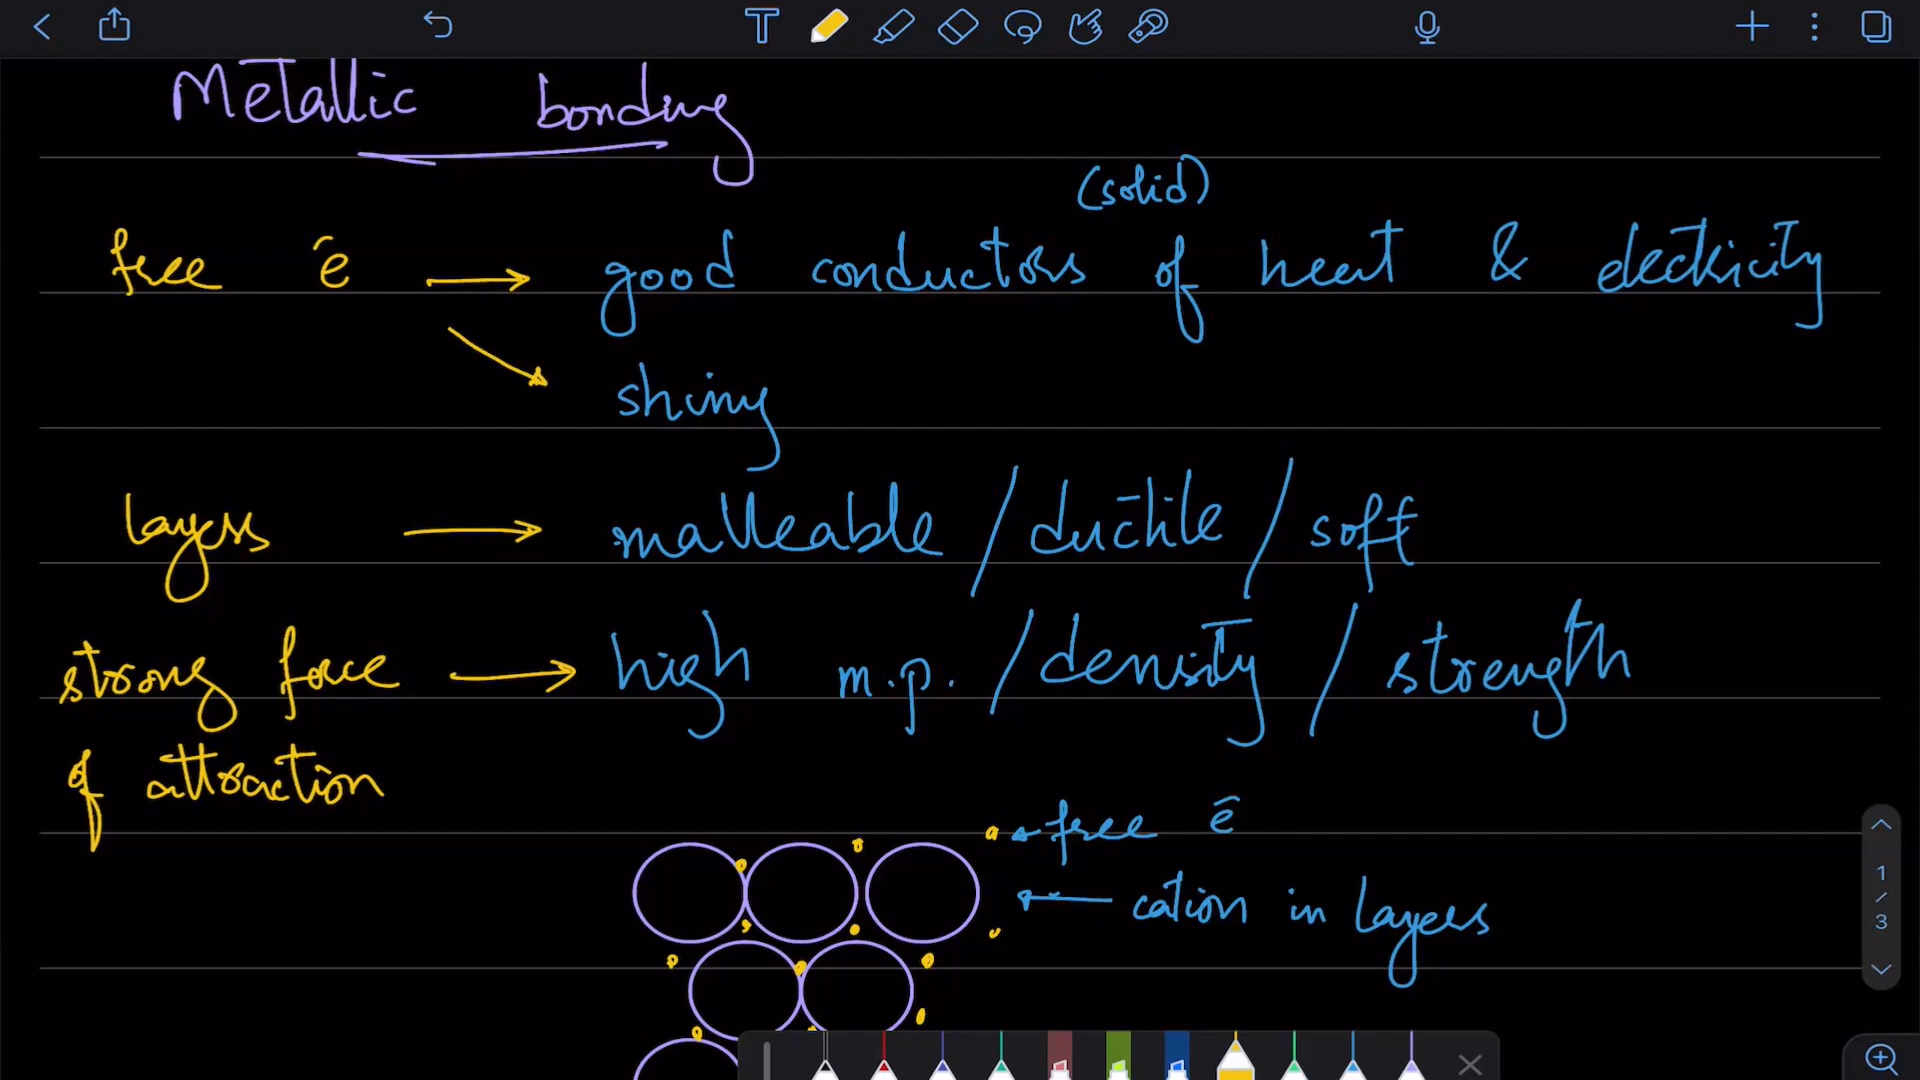 Metallic bonding
(solid)
free ē → good conductors of heat & electricity
shiny
layers → malleable / ductile / soft
strong force → high m.p. / density / strength
of attraction
free ē
cation in layers
1
/
3